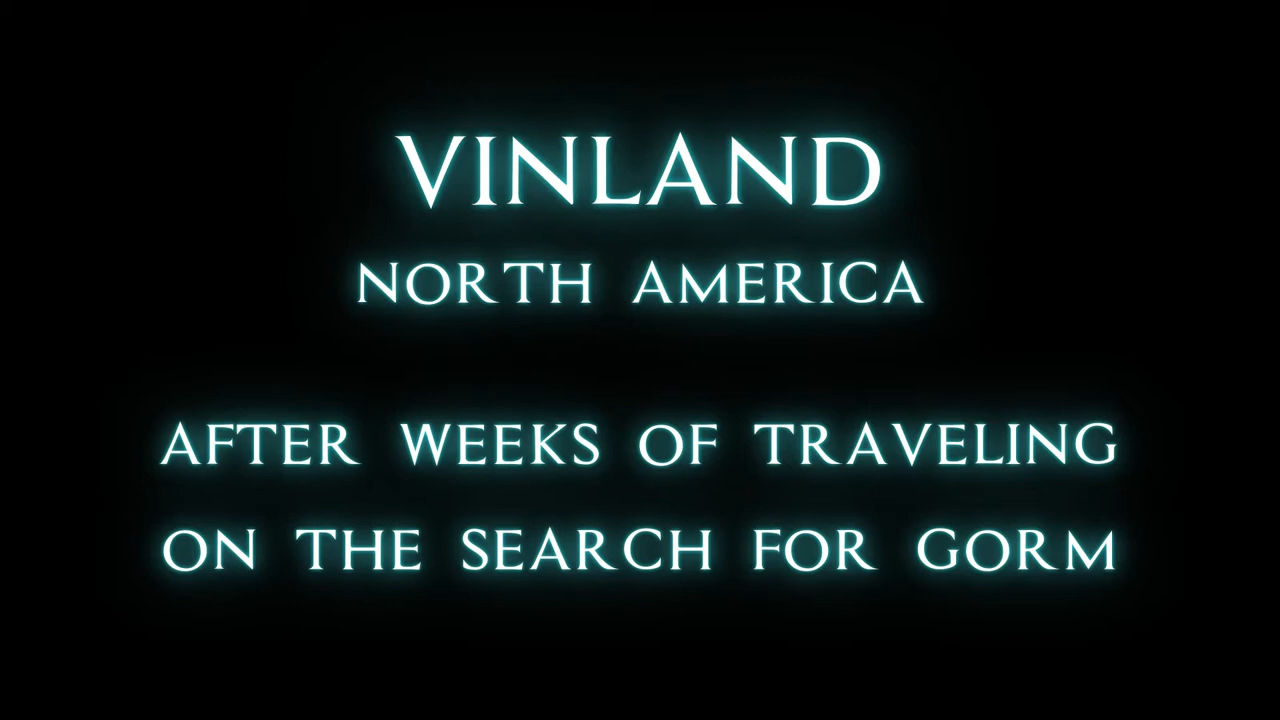 VINLAND
NORTH AMERICA
AFTER WEEKS OF TRAVELING
ON THE SEARCH FOR GORM